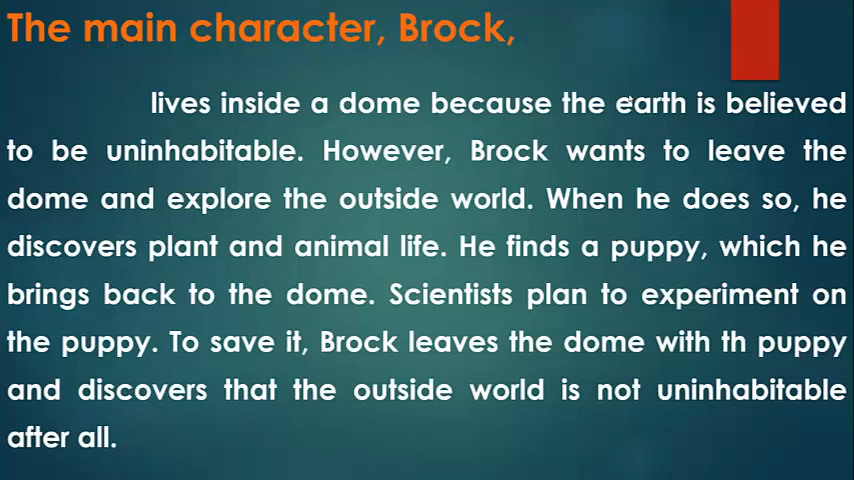 The main character, Brock,
lives inside a dome because the earth is believed
to be uninhabitable. However, Brock wants to leave the
dome and explore the outside world. When he does so, he
discovers plant and animal life. He finds a puppy, which he
brings back to the dome. Scientists plan to experiment on
the puppy. To save it, Brock leaves the dome with th puppy
and discovers that the outside world is not uninhabitable
after all.